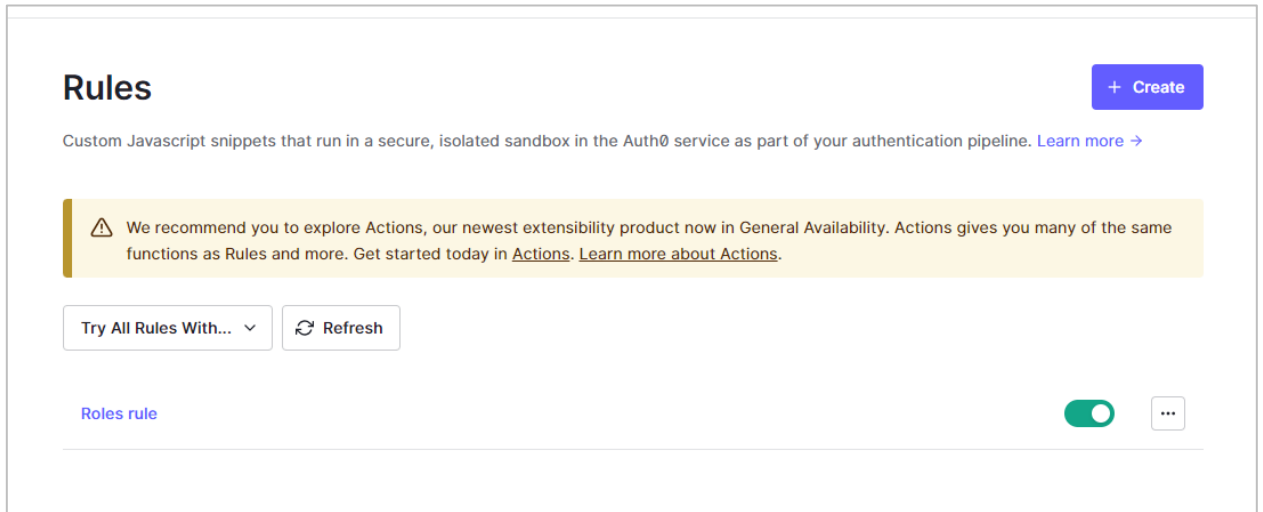 Rules
+ Create
Custom Javascript snippets that run in a secure, isolated sandbox in the Auth0 service as part of your authentication pipeline. Learn more →
We recommend you to explore Actions, our newest extensibility product now in General Availability. Actions gives you many of the same
functions as Rules and more. Get started today in Actions. Learn more about Actions.
Try All Rules With...
Refresh
Roles rule